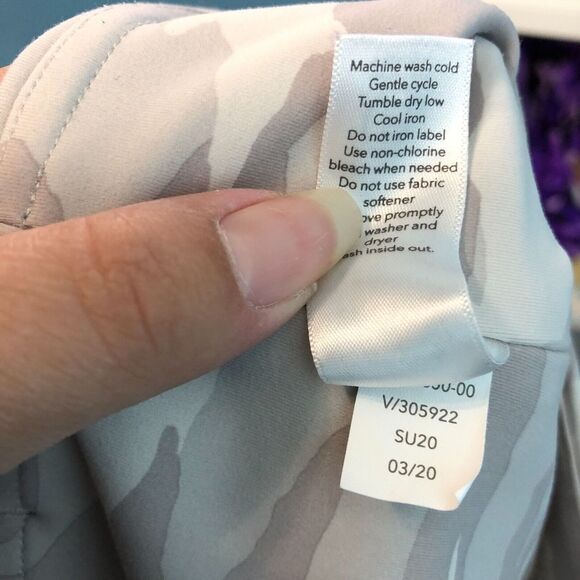 Machine wash cold
Gentle cycle
Tumble dry low
Cool iron
Do not iron label
Use non-chlorine
bleach when needed
Do not use fabric
softener
promptly
washer and
dryer
inside out.
V/305922
SU20
03/20